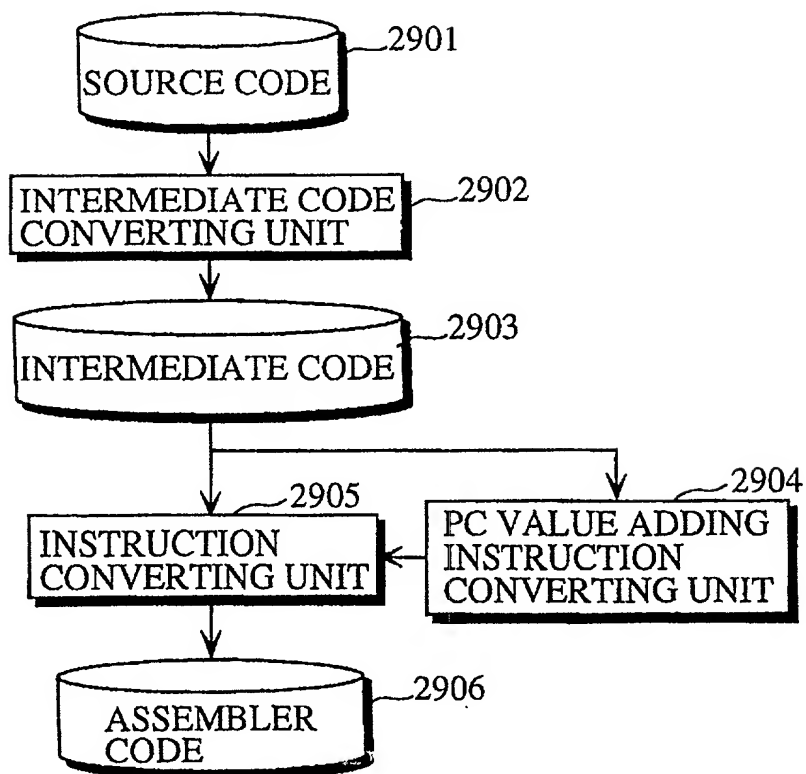 2901
SOURCE CODE
2902
INTERMEDIATE CODE
CONVERTING UNIT
2903
INTERMEDIATE CODE
2905
INSTRUCTION
CONVERTING UNIT
2904
PC VALUE ADDING
INSTRUCTION
CONVERTING UNIT
2906
ASSEMBLER
CODE